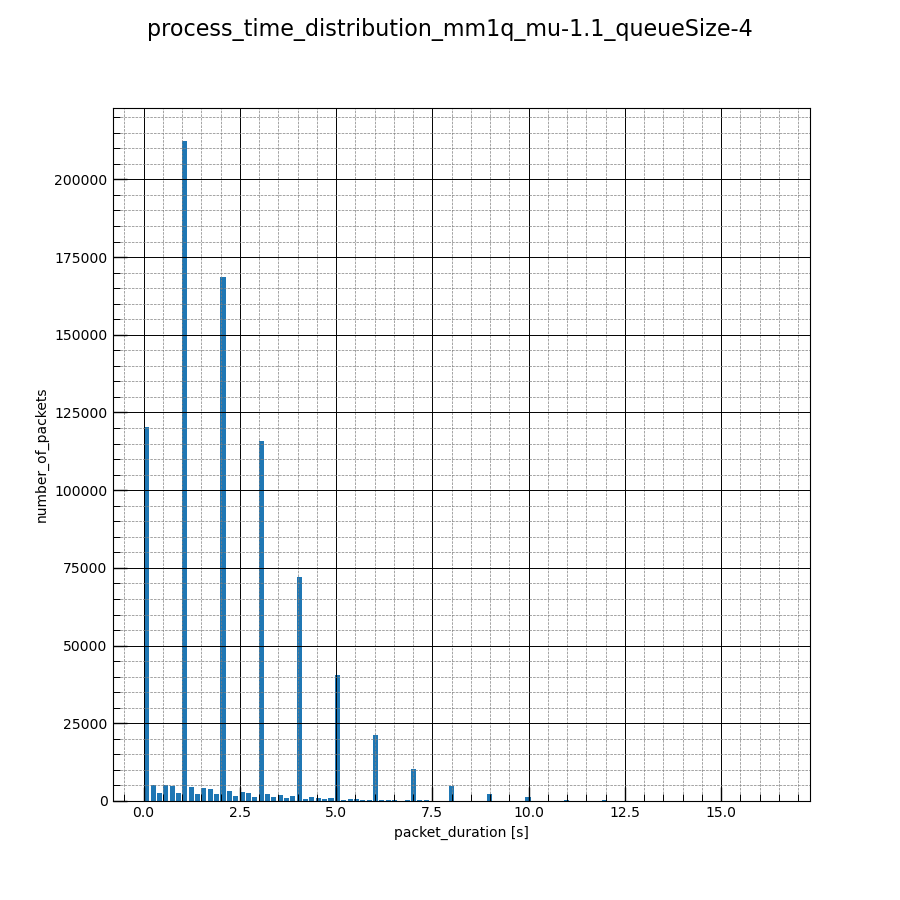 process_time_distribution_mm1q_mu-1.1_queueSize-4
200000
175000
150000
125000
100000
75000
50000
25000
0
number_of_packets
0.0 2.5 5.0 7.5 10.0 12.5 15.0
packet_duration [s]